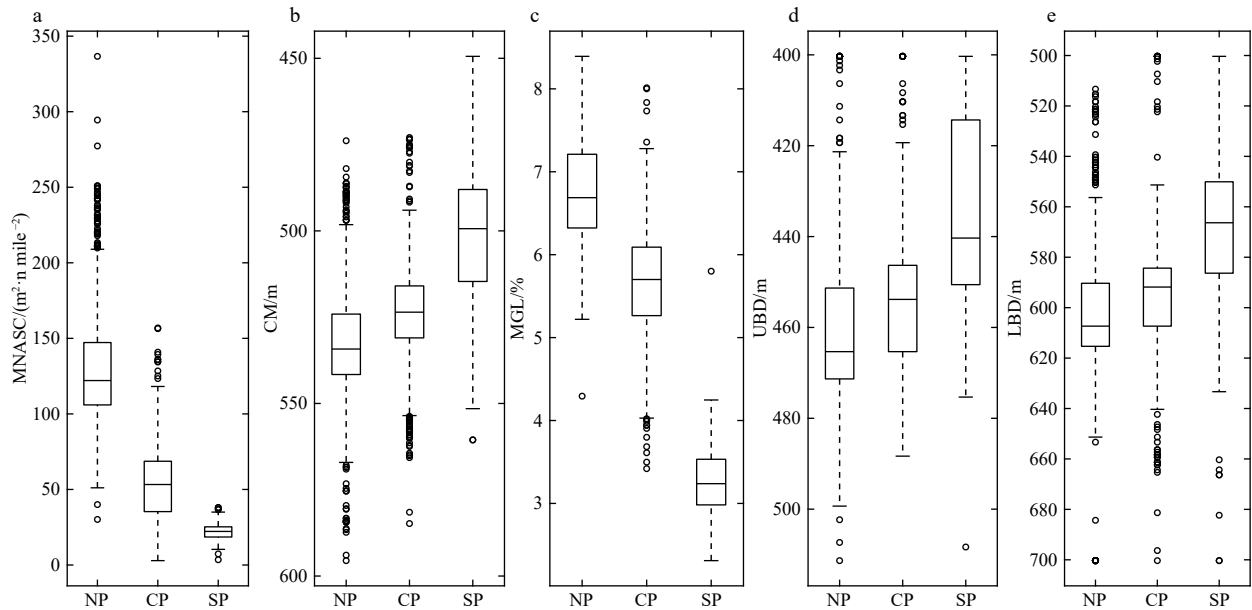 a
MNASC/(m²·n mile⁻²)
350
300
250
200
150
100
50
0
NP CP SP
b
CM/m
450
500
550
600
NP CP SP
c
MGL/%
8
7
6
5
4
3
NP CP SP
d
UBD/m
400
420
440
460
480
500
NP CP SP
e
LBD/m
500
520
540
560
580
600
620
640
660
680
700
NP CP SP